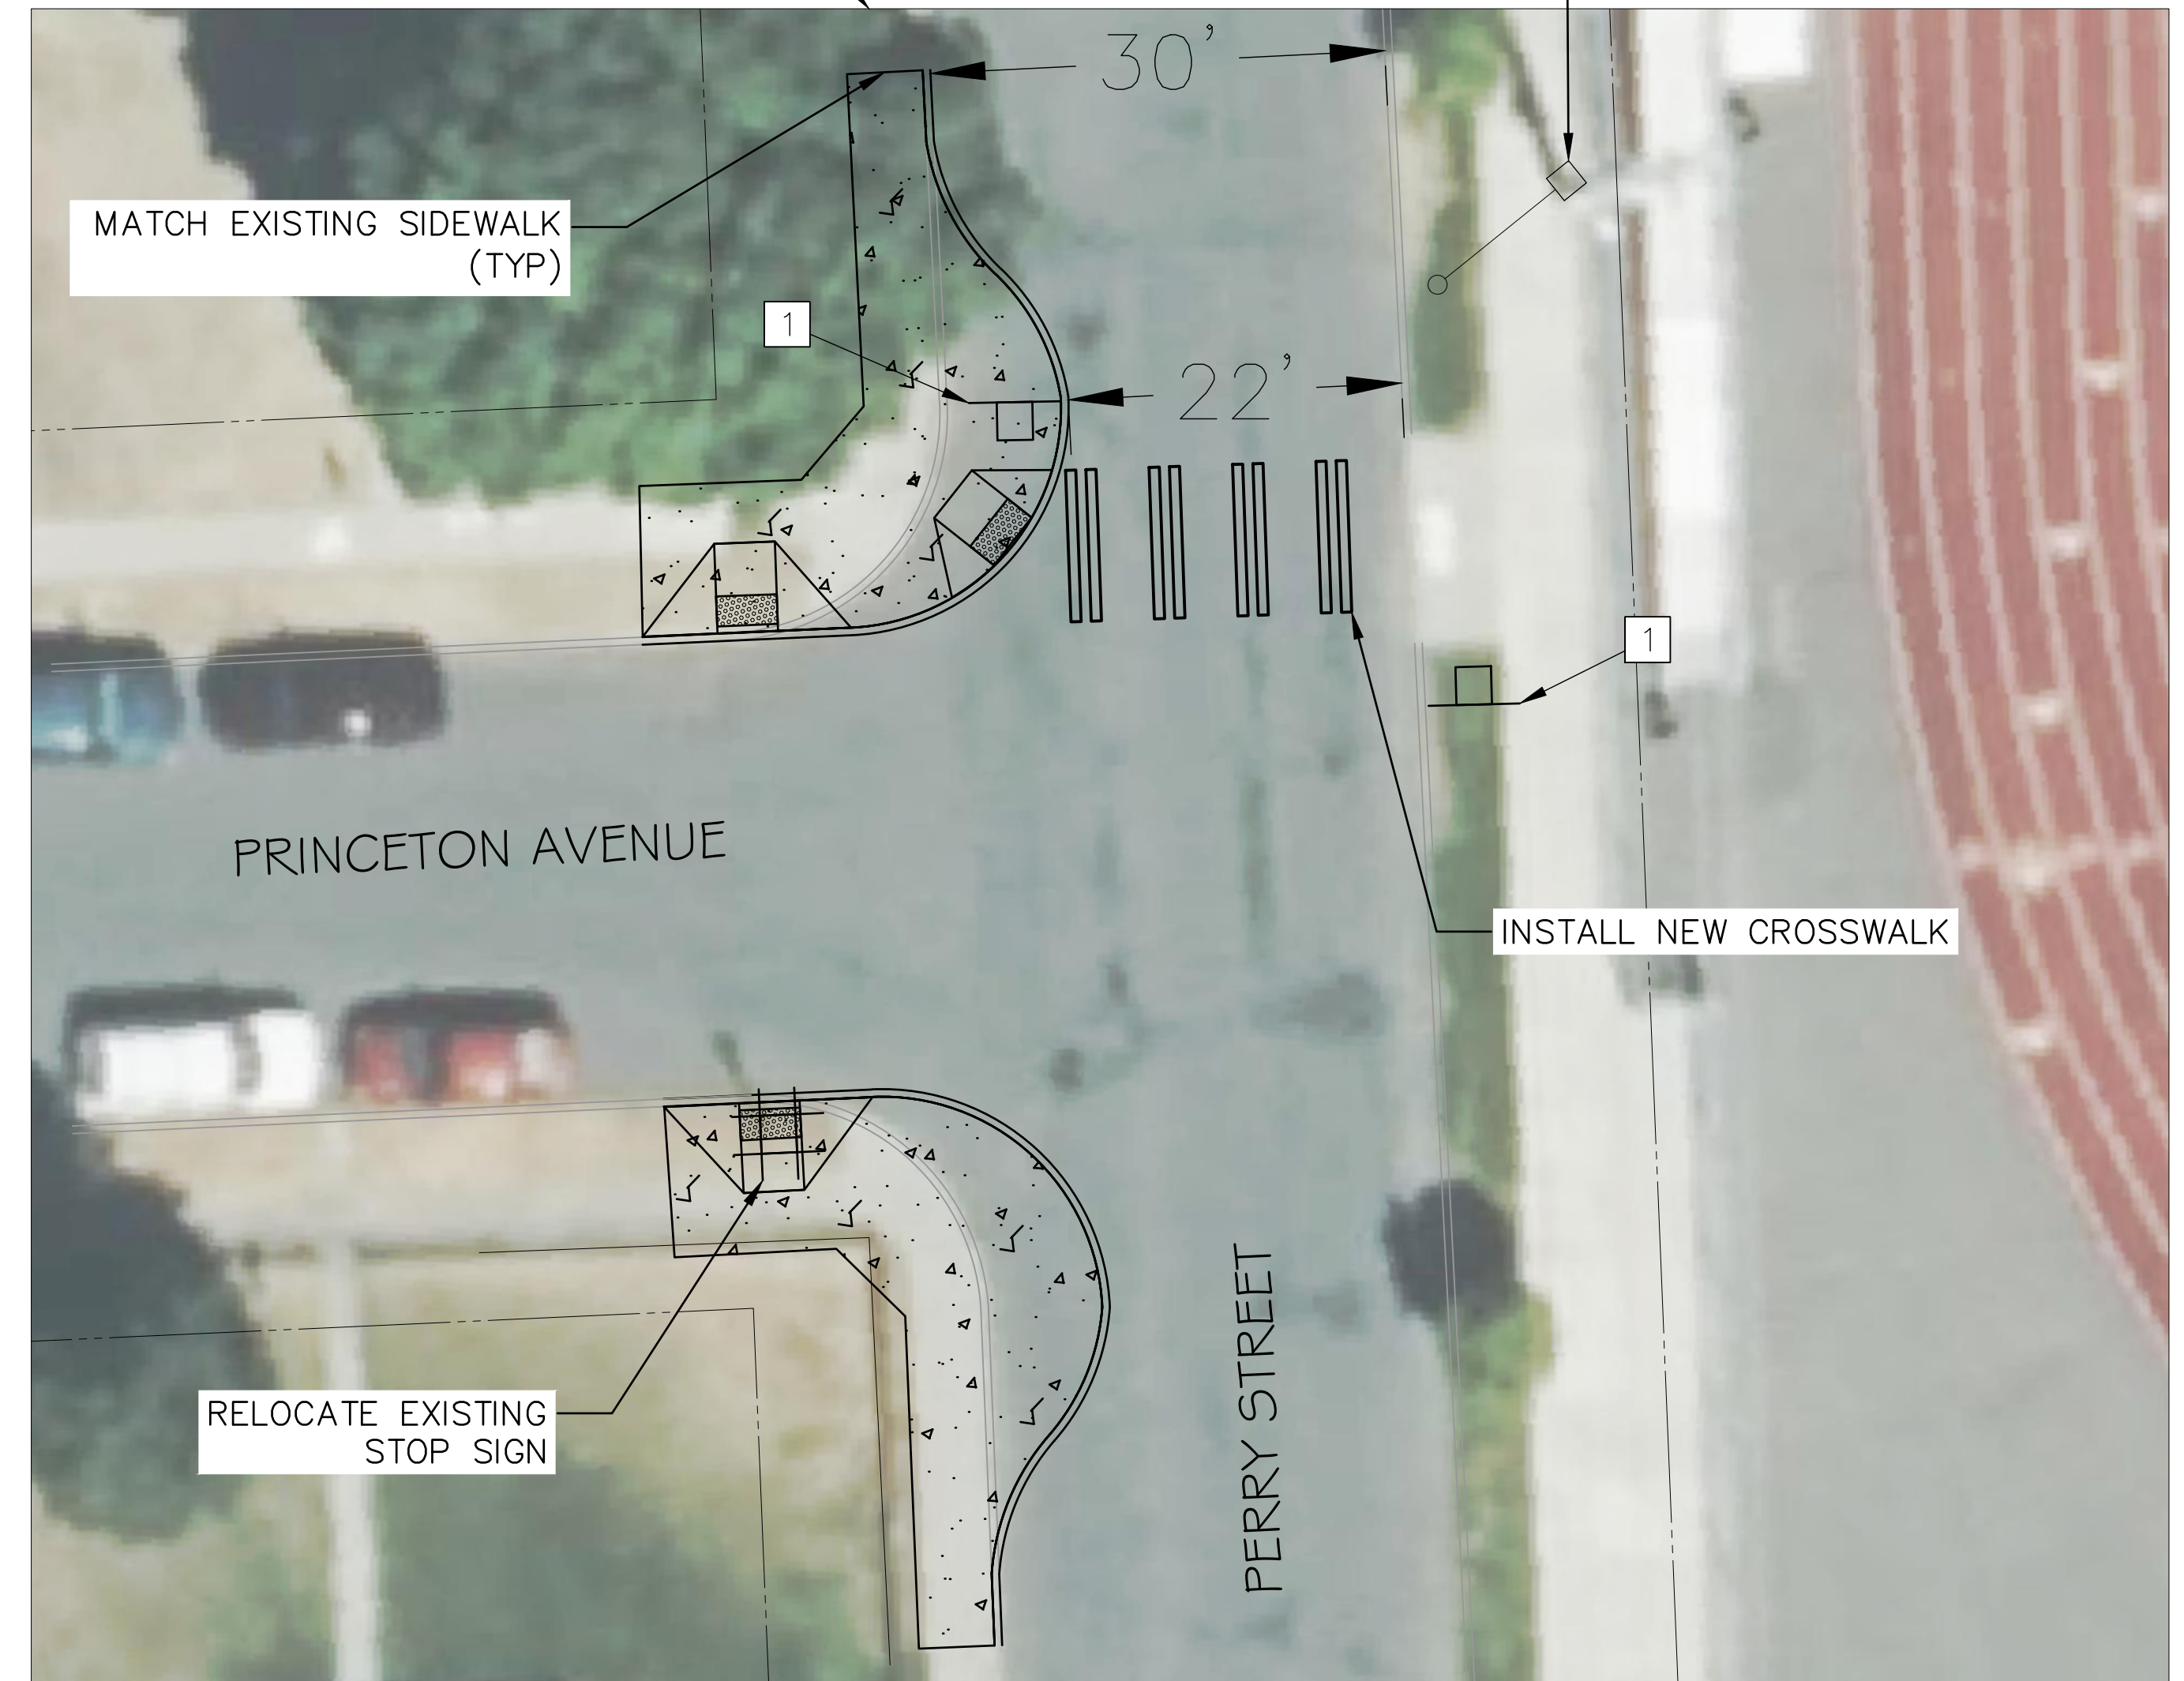 30'
MATCH EXISTING SIDEWALK
(TYP)
1
22'
1
PRINCETON AVENUE
INSTALL NEW CROSSWALK
PERRY STREET
RELOCATE EXISTING
STOP SIGN